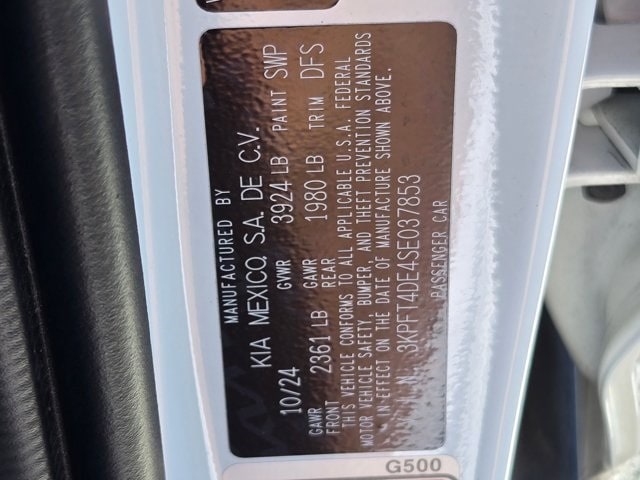 MANUFACTURED BY
KIA MEXICO, S.A. DE C.V.
10/24 GVWR 3924 LB PAINT SWP
GAWR FRONT 2361 LB GAWR REAR 1980 LB TRIM DFS
THIS VEHICLE CONFORMS TO ALL APPLICABLE U.S.A. FEDERAL
MOTOR VEHICLE SAFETY, BUMPER, AND THEFT PREVENTION STANDARDS
IN EFFECT ON THE DATE OF MANUFACTURE SHOWN ABOVE.
V.I.N. 3KPFT4DE4SE037853
PASSENGER CAR
G500